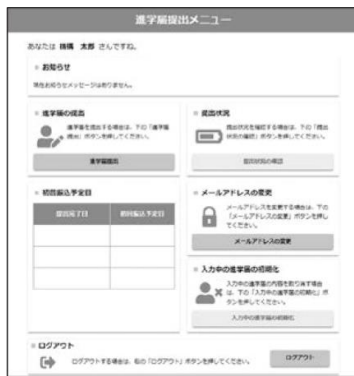 進学届提出メニュー
あなたは 機構 太郎 さんですね。
お知らせ
現在お知らせメッセージはありません。
進学届の提出
進学届を提出する場合は、下の「進学届
提出」ボタンを押してください。
進学届提出
提出状況
提出状況を確認する場合は、下の「提出
状況の確認」ボタンを押してください。
提出状況の確認
初回振込予定日
提出完了日 初回振込予定日
メールアドレスの変更
メールアドレスを変更する場合は、下の
「メールアドレスの変更」ボタンを押し
てください。
メールアドレスの変更
入力中の進学届の初期化
入力中の進学届の内容を取り消す場合
は、下の「入力中の進学届の初期化」ボ
タンを押してください。
入力中の進学届の初期化
ログアウト
ログアウトする場合は、右の「ログアウト」ボタンを押してください。
ログアウト